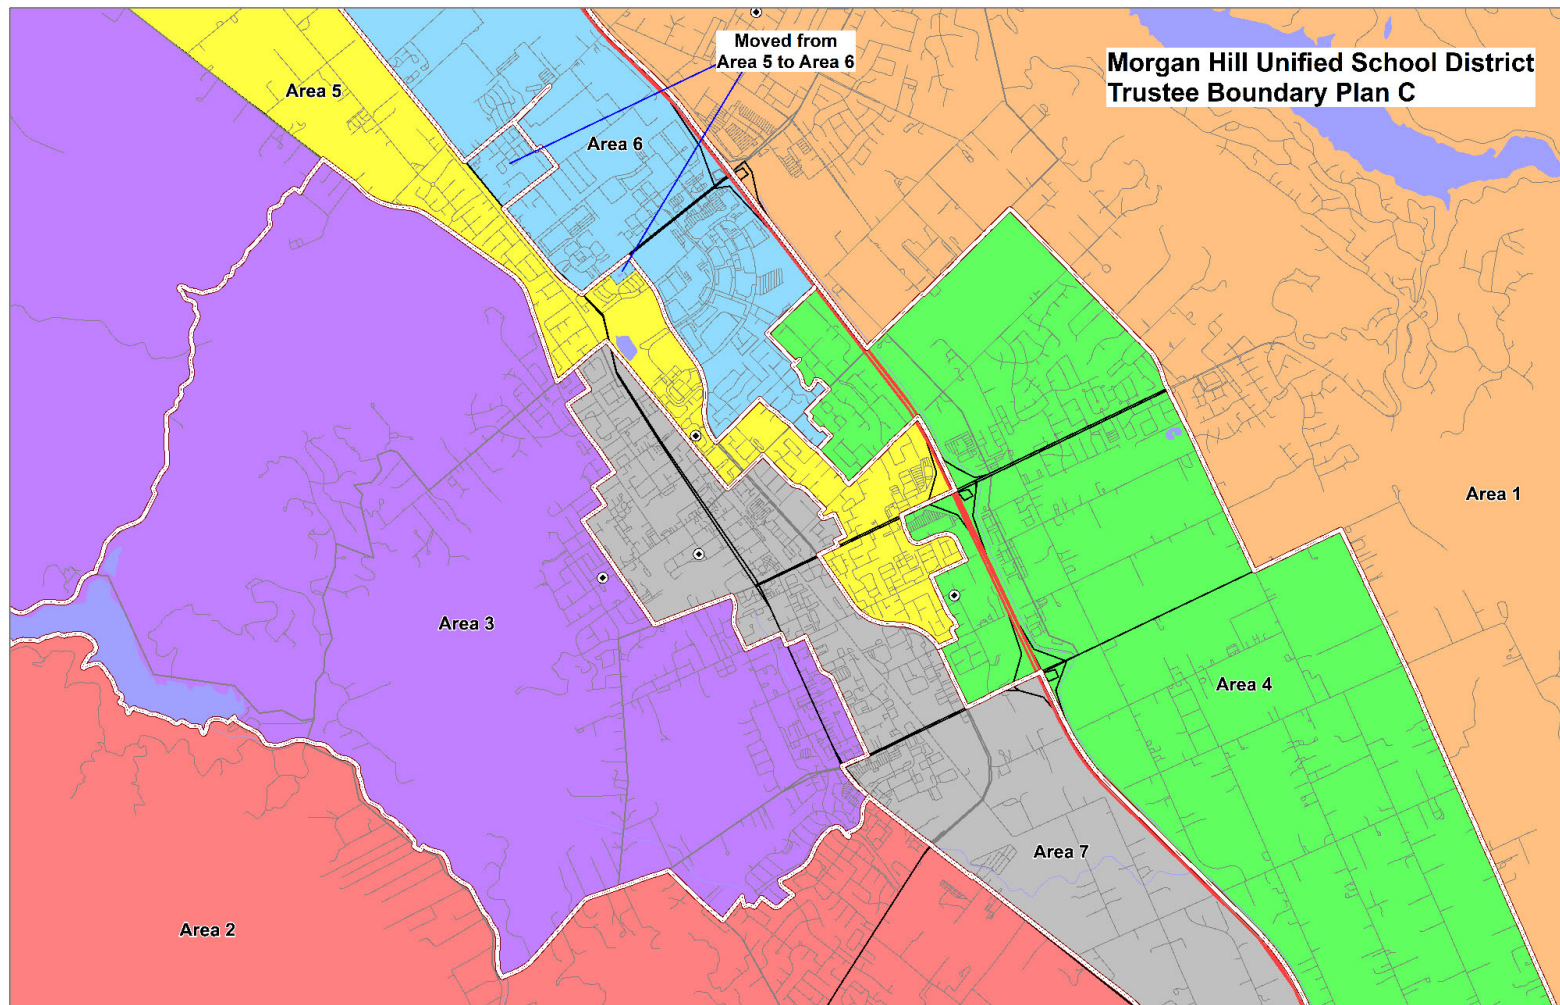 Morgan Hill Unified School District
Trustee Boundary Plan C
Moved from
Area 5 to Area 6
Area 5
Area 6
Area 1
Area 3
Area 4
Area 7
Area 2